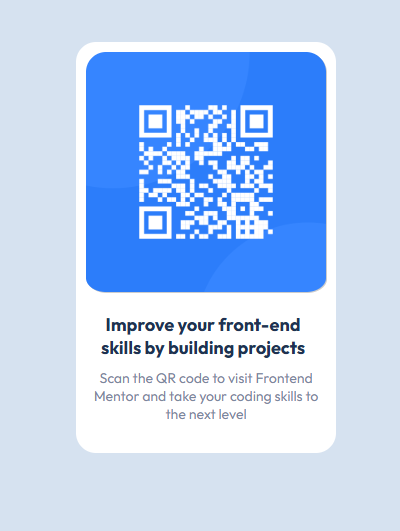 Improve your front-end
skills by building projects
Scan the QR code to visit Frontend
Mentor and take your coding skills to
the next level